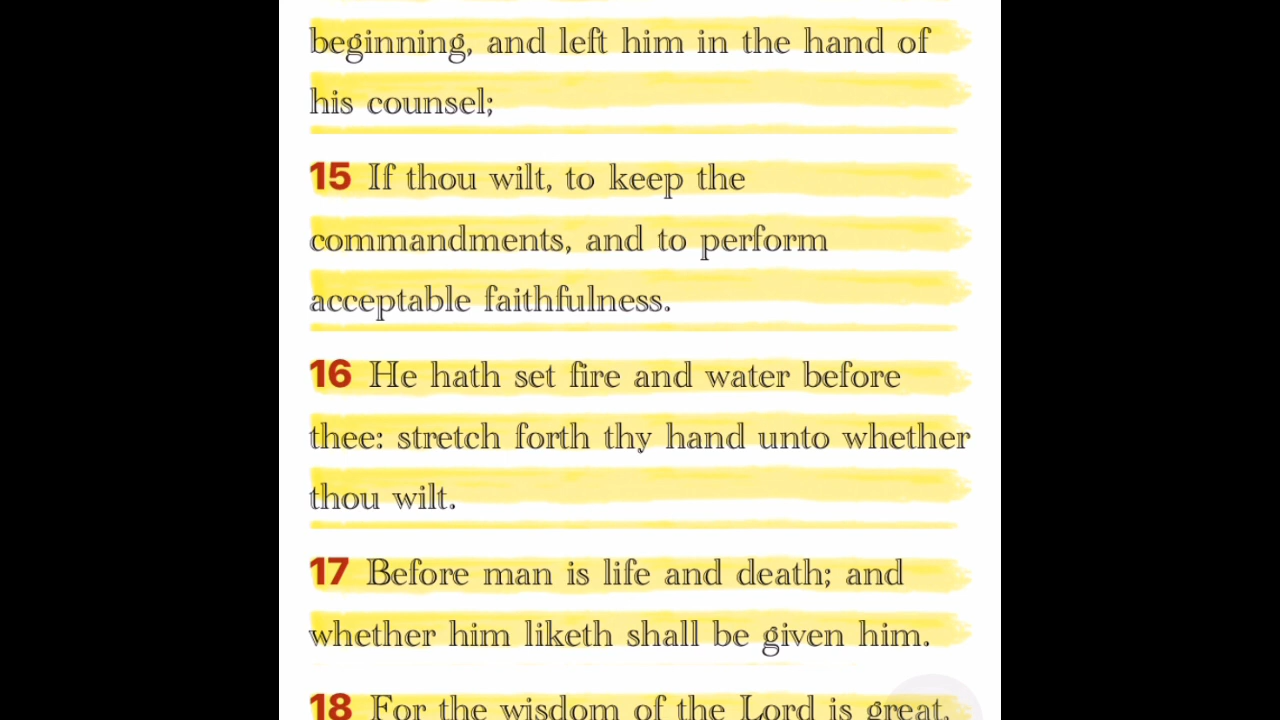 beginning, and left him in the hand of
his counsel;
15 If thou wilt, to keep the
commandments, and to perform
acceptable faithfulness.
16 He hath set fire and water before
thee: stretch forth thy hand unto whether
thou wilt.
17 Before man is life and death; and
whether him liketh shall be given him.
18 For the wisdom of the Lord is great,